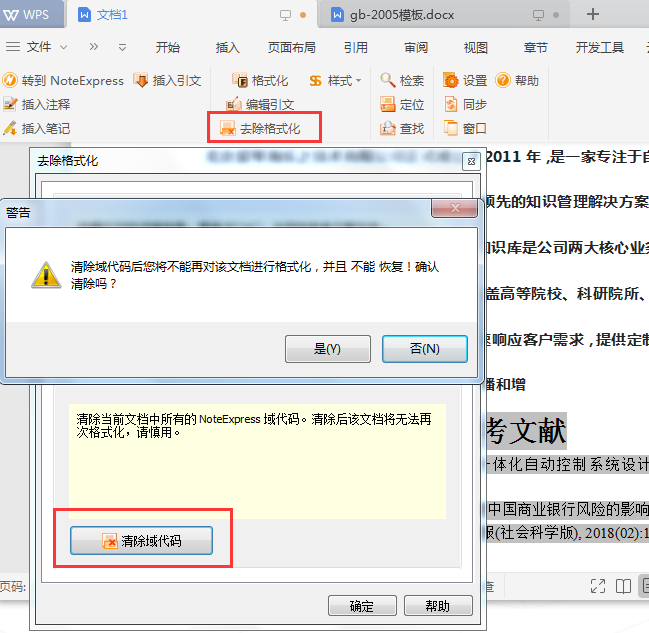 WPS 文档1 gb-2005模板.docx
文件 开始 插入 页面布局 引用 审阅 视图 章节 开发工具
转到 NoteExpress 插入引文 格式化 样式 检索 设置 帮助
插入注释 编辑引文 定位 同步
插入笔记 去除格式化 查找 窗口
去除格式化
2011 年 ,是一家专注于
领先的知识管理解决方案
警告
清除域代码后您将不能再对该文档进行格式化，并且 不能 恢复！确认
清除吗？
识库是公司两大核心业
盖高等院校、科研院所、
响应客户需求 ,提供定
是(Y) 否(N)
播和增
清除当前文档中所有的 NoteExpress 域代码。清除后该文档将无法再
次格式化，请慎用。
考文献
体化自动控制系统设计
中国商业银行风险的影响
(社会科学版), 2018(02):1
清除域代码
页码:
确定 帮助